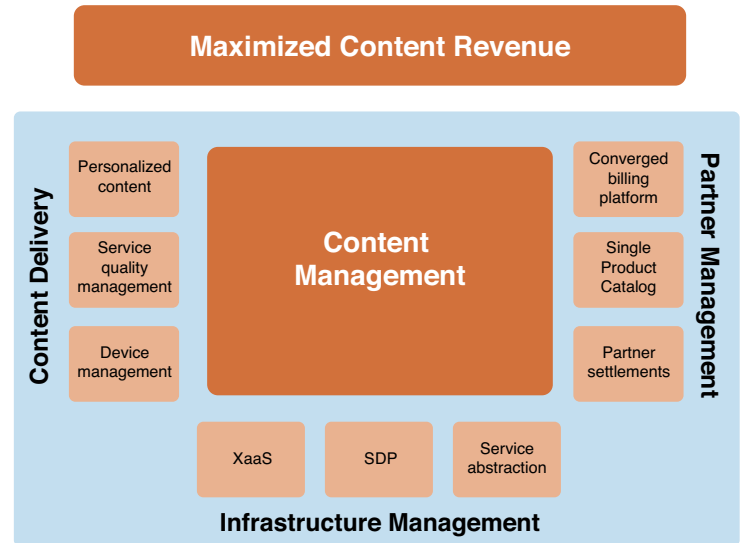 Maximized Content Revenue
Content Delivery
Personalized
content
Service
quality
management
Device
management
Content
Management
Converged
billing
platform
Single
Product
Catalog
Partner
settlements
Partner Management
XaaS
SDP
Service
abstraction
Infrastructure Management